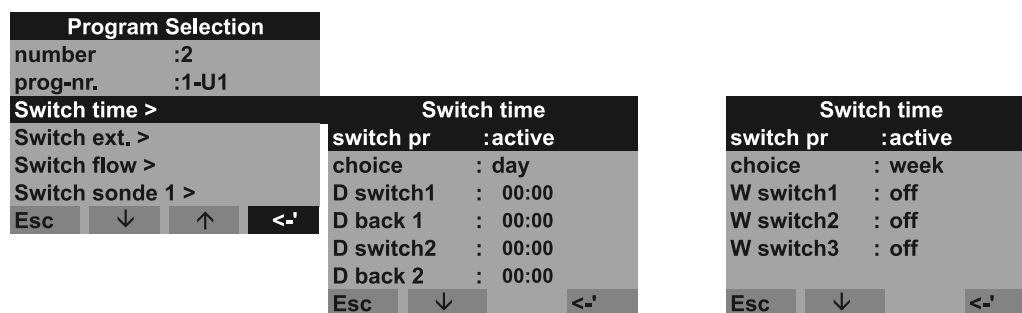 Program Selection
number :2
prog-nr. :1-U1
Switch time >
Switch ext. >
Switch flow >
Switch sonde 1 >
Esc ↓ ↑ <-'
Switch time
switch pr :active
choice : day
D switch1 : 00:00
D back 1 : 00:00
D switch2 : 00:00
D back 2 : 00:00
Esc ↓ <-'
Switch time
switch pr :active
choice : week
W switch1 : off
W switch2 : off
W switch3 : off
Esc ↓ <-'